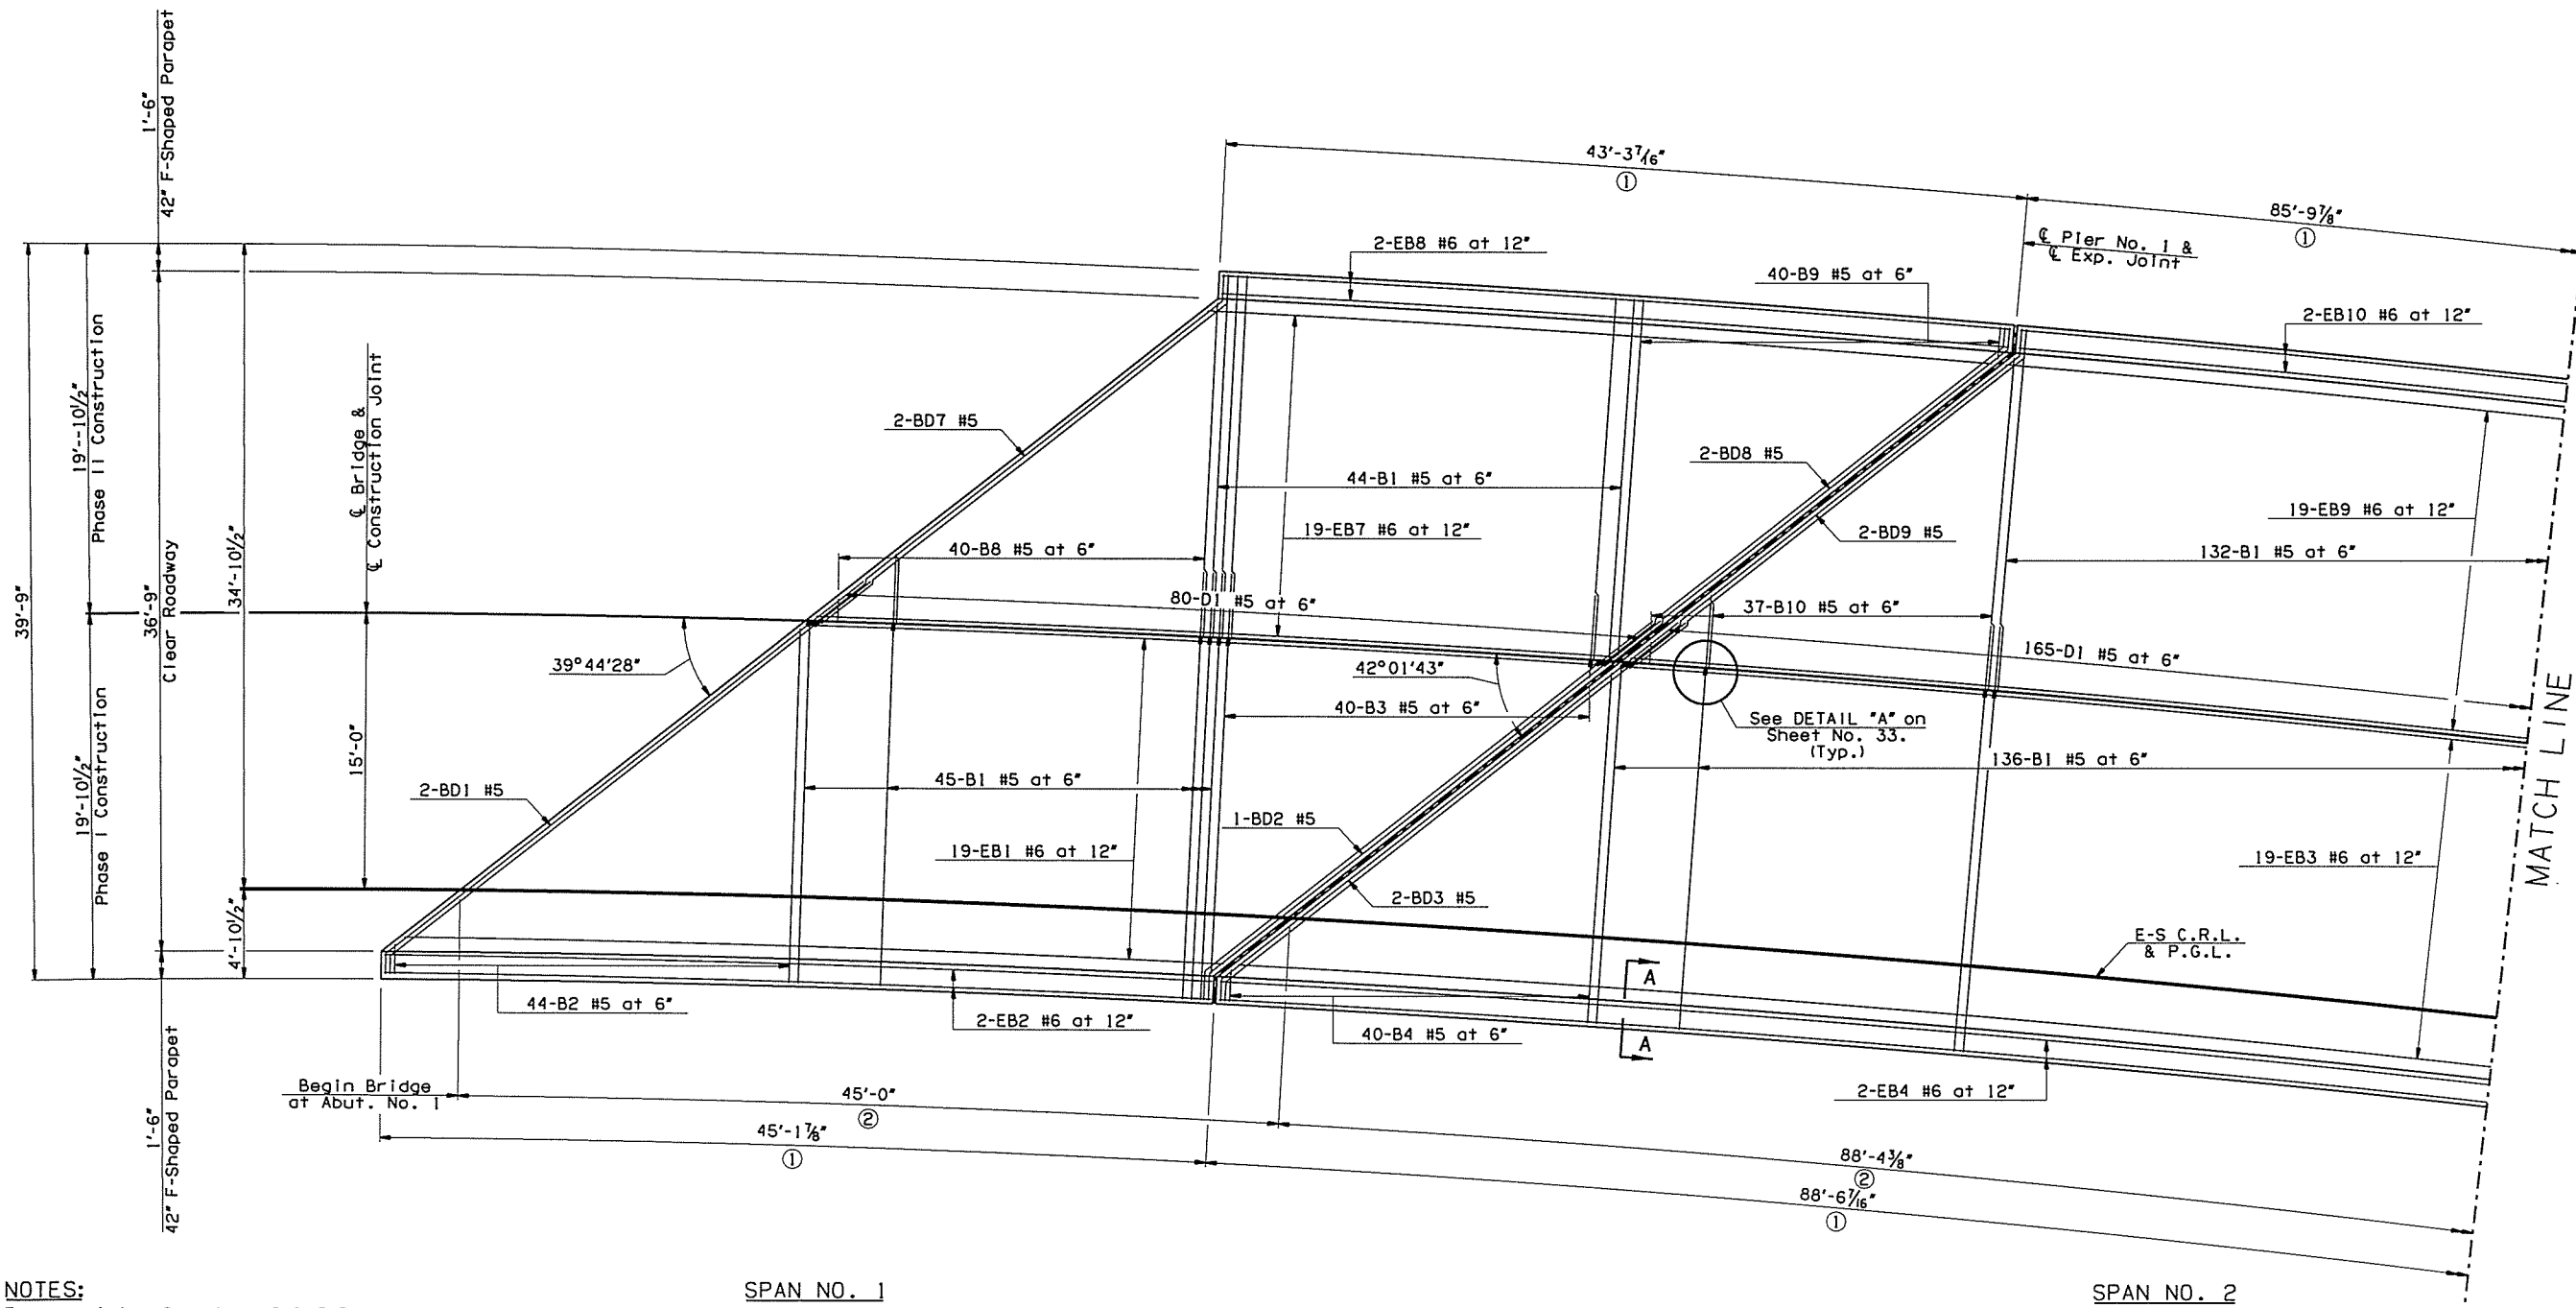 1'-6"
42" F-Shaped Parapet
39'-9"
19'--10 1/2"
Phase II Construction
19'-10 1/2"
Phase I Construction
36'-9"
Clear Roadway
34'-10 1/2"
4'-10 1/2"
15'-0"
℄ Bridge &
℄ Construction Joint
1'-6"
42" F-Shaped Parapet
43'-3 7/16"
①
85'-9 7/8"
①
℄ Pier No. 1 &
℄ Exp. Joint
2-EB8 #6 at 12"
40-B9 #5 at 6"
2-EB10 #6 at 12"
2-BD7 #5
2-BD8 #5
44-B1 #5 at 6"
19-EB7 #6 at 12"
2-BD9 #5
19-EB9 #6 at 12"
40-B8 #5 at 6"
132-B1 #5 at 6"
80-D1 #5 at 6"
37-B10 #5 at 6"
39°44'28"
42°01'43"
165-D1 #5 at 6"
40-B3 #5 at 6"
See DETAIL "A" on
Sheet No. 33.
(Typ.)
45-B1 #5 at 6"
136-B1 #5 at 6"
2-BD1 #5
1-BD2 #5
19-EB1 #6 at 12"
19-EB3 #6 at 12"
2-BD3 #5
MATCH LINE
E-S C.R.L.
& P.G.L.
A
A
44-B2 #5 at 6"
2-EB2 #6 at 12"
40-B4 #5 at 6"
2-EB4 #6 at 12"
Begin Bridge
at Abut. No. 1
45'-0"
②
45'-1 7/8"
①
88'-4 3/8"
②
88'-6 7/16"
①
NOTES:
SPAN NO. 1
SPAN NO. 2